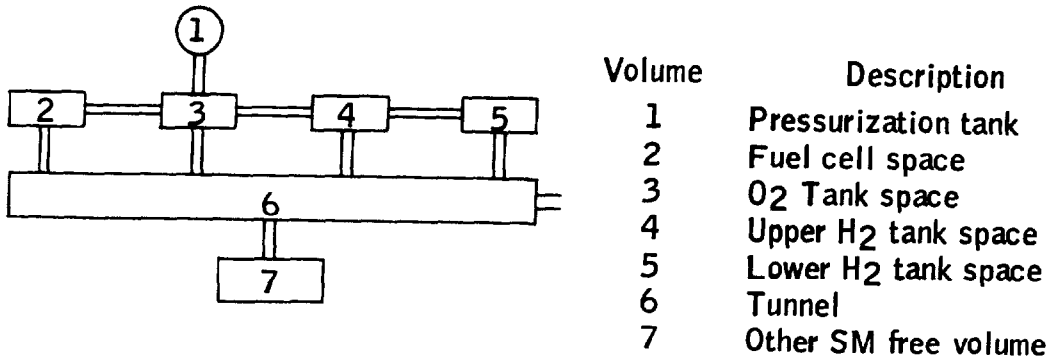 1
2
3
4
5
6
7
Volume Description
1 Pressurization tank
2 Fuel cell space
3 O2 Tank space
4 Upper H2 tank space
5 Lower H2 tank space
6 Tunnel
7 Other SM free volume